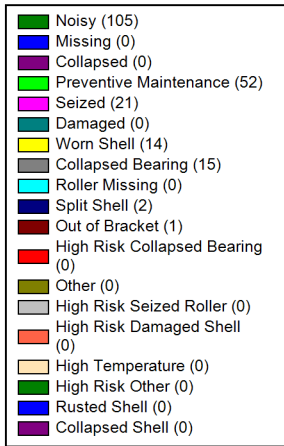 Noisy (105)
Missing (0)
Collapsed (0)
Preventive Maintenance (52)
Seized (21)
Damaged (0)
Worn Shell (14)
Collapsed Bearing (15)
Roller Missing (0)
Split Shell (2)
Out of Bracket (1)
High Risk Collapsed Bearing
(0)
Other (0)
High Risk Seized Roller (0)
High Risk Damaged Shell
(0)
High Temperature (0)
High Risk Other (0)
Rusted Shell (0)
Collapsed Shell (0)